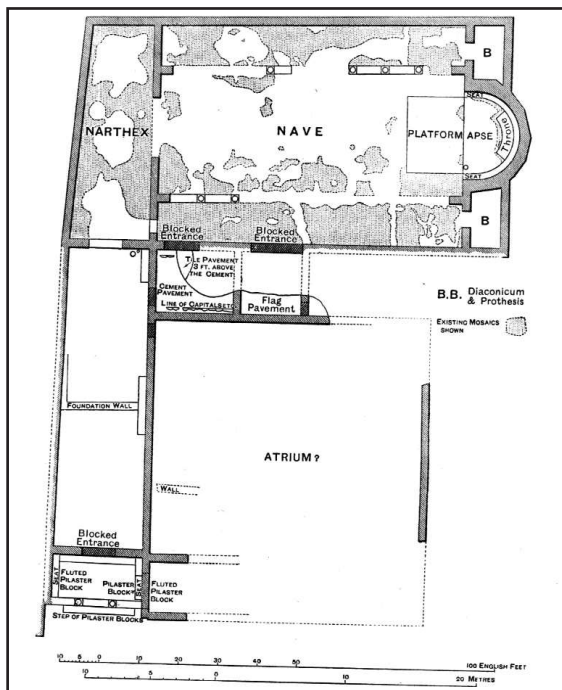 B
SEAT
NARTHEX
NAVE
PLATFORM
APSE
Throne
SEAT
B
Blocked
Entrance
Blocked
Entrance
TILE PAVEMENT
3 FT. ABOVE
THE CEMENT
CEMENT
PAVEMENT
LINE OF CAPITALS ETC
Flag
Pavement
B.B. Diaconicum
& Prothesis
EXISTING MOSAICS
SHOWN
FOUNDATION WALL
ATRIUM?
WALL
Blocked
Entrance
SEAT
FLUTED
PILASTER
BLOCK
PILASTER
BLOCK
SEAT
FLUTED
PILASTER
BLOCK
STEP OF PILASTER BLOCKS
10 5 0 10 20 30 40 50 100 ENGLISH FEET
10 5 0 10 20 METRES